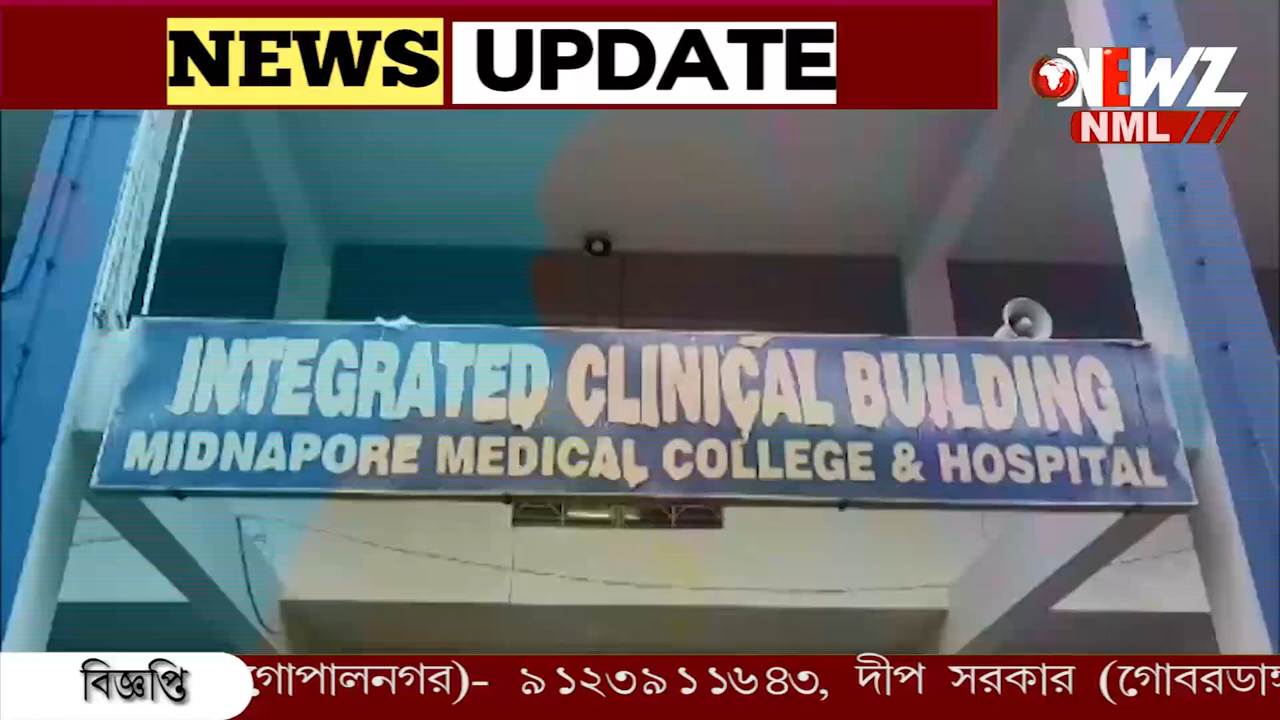 NEWS UPDATE
NEWZ
NML
INTEGRATED CLINICAL BUILDING
MIDNAPORE MEDICAL COLLEGE & HOSPITAL
বিজ্ঞপ্তি
(গোপালনগর)- ৯১২৩৯১১৬৪৩, দীপ সরকার (গোবরডাঙ্গ